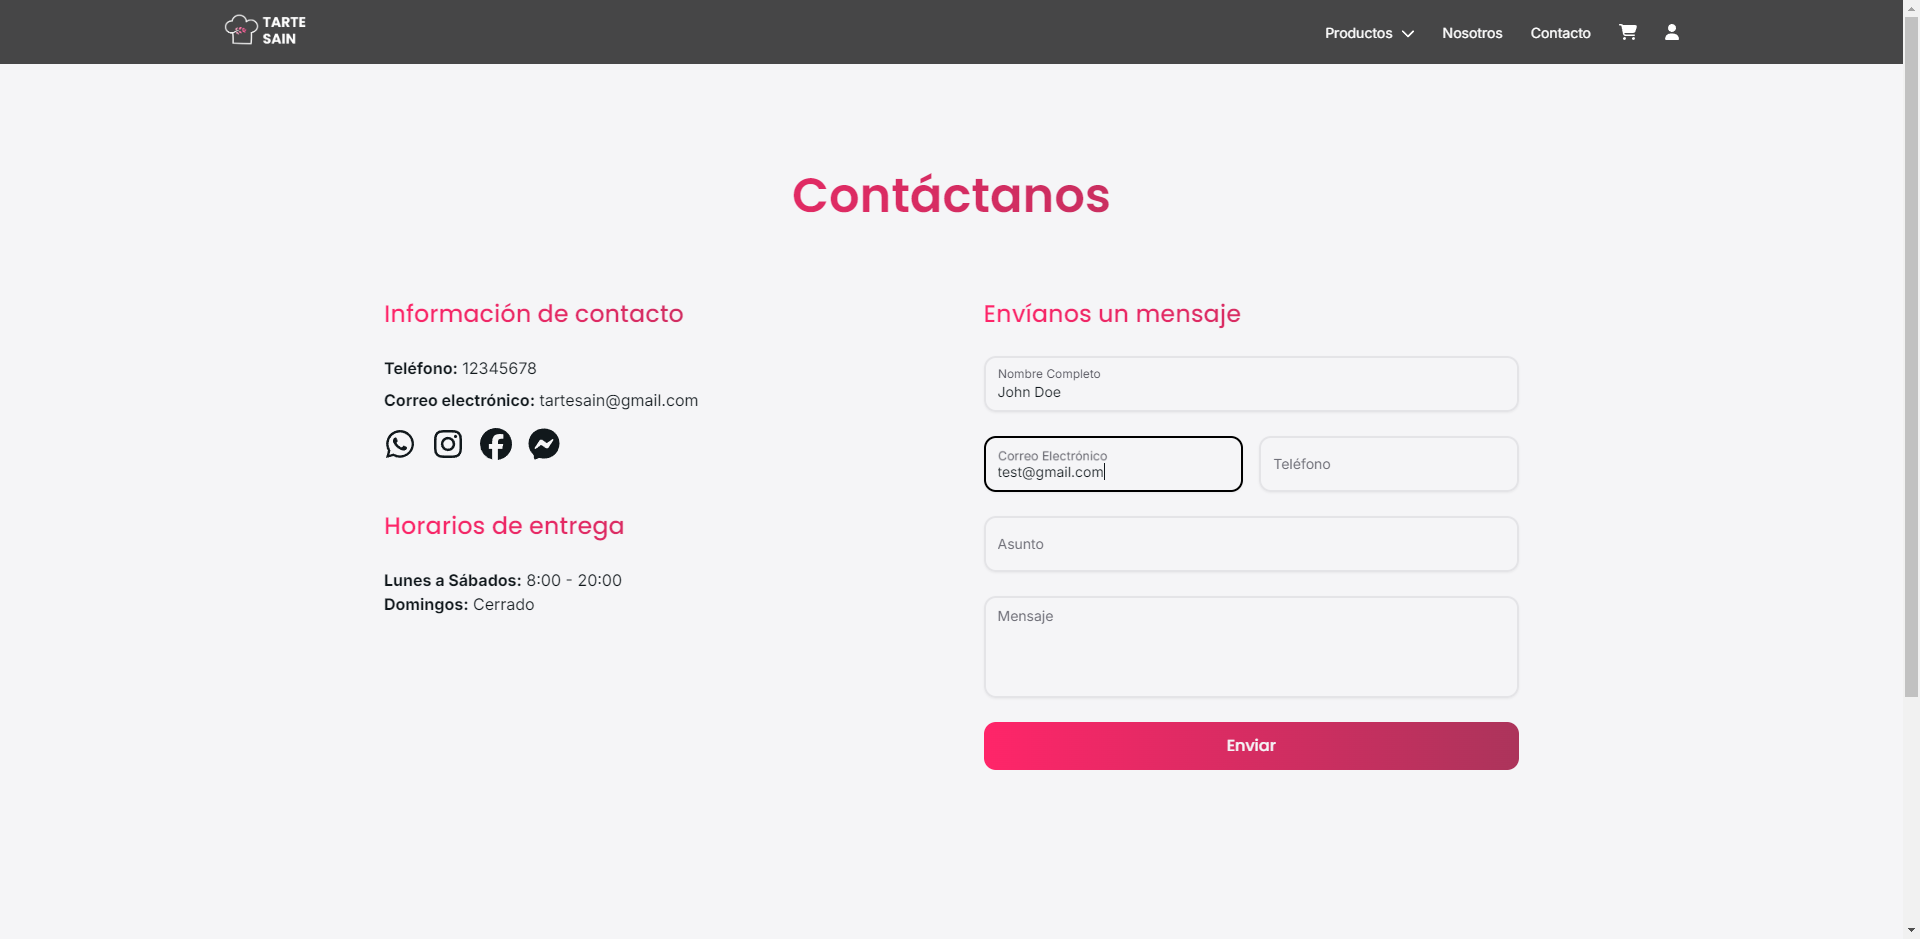 TARTE
SAIN
Productos
Nosotros
Contacto
Contáctanos
Información de contacto
Teléfono: 12345678
Correo electrónico: tartesain@gmail.com
Horarios de entrega
Lunes a Sábados: 8:00 - 20:00
Domingos: Cerrado
Envíanos un mensaje
Nombre Completo
John Doe
Correo Electrónico
test@gmail.com
Teléfono
Asunto
Mensaje
Enviar